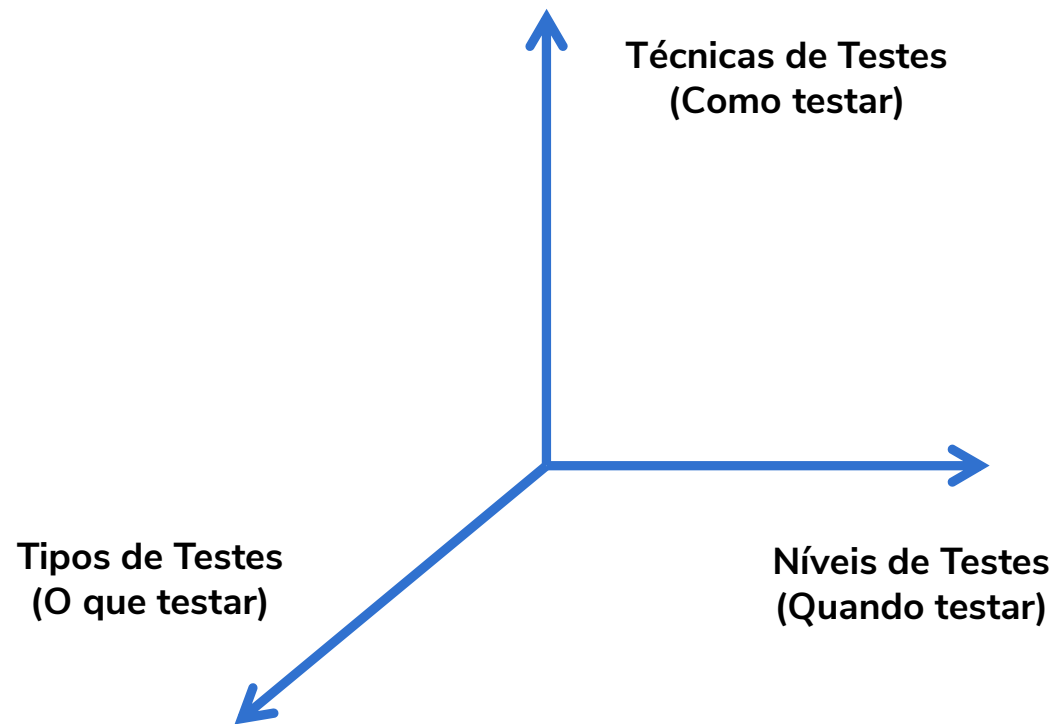 Técnicas de Testes
(Como testar)
Tipos de Testes
(O que testar)
Níveis de Testes
(Quando testar)